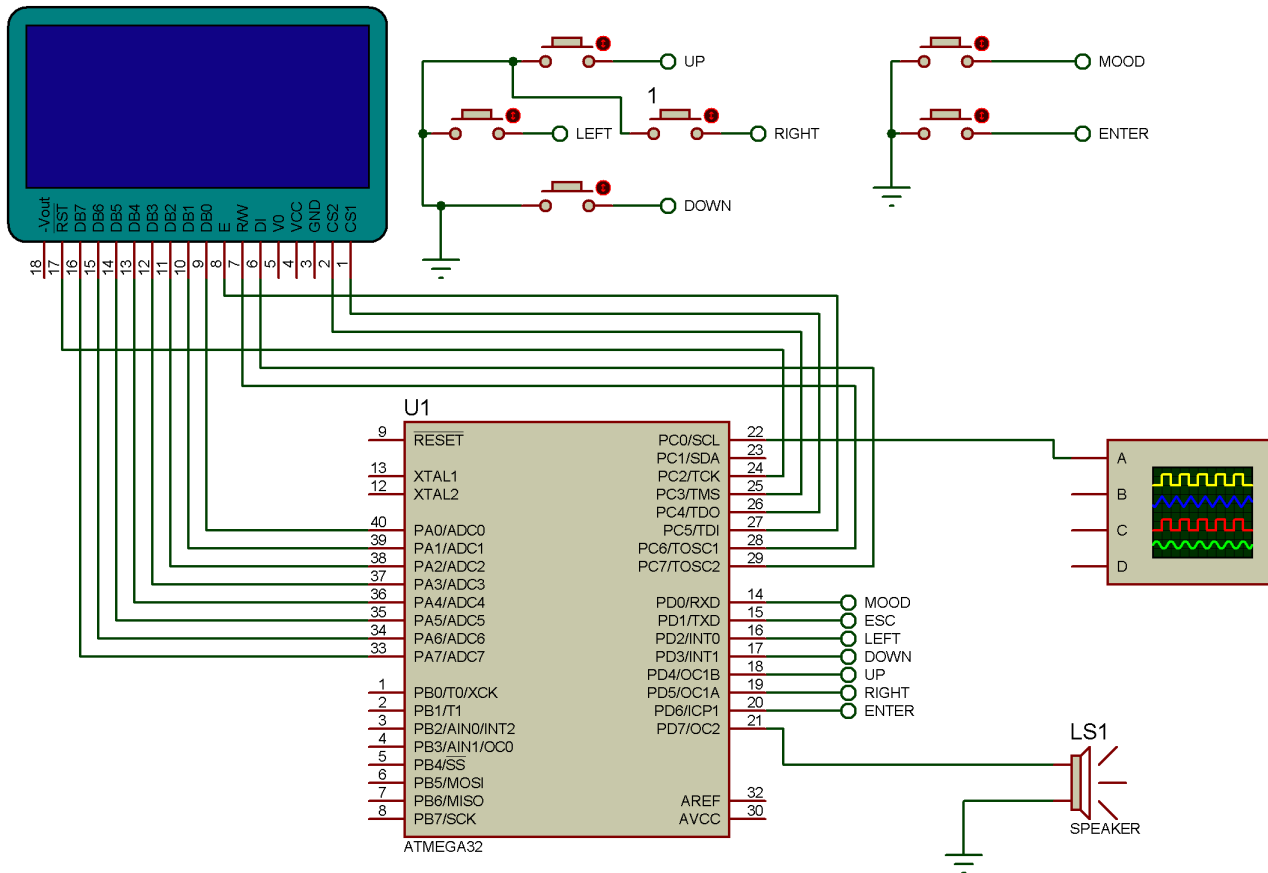 -Vout
RST
DB7
DB6
DB5
DB4
DB3
DB2
DB1
DB0
E
R/W
DI
V0
VCC
GND
CS2
CS1
18
17
16
15
14
13
12
11
10
9
8
7
6
5
4
3
2
1
UP
LEFT
1
RIGHT
DOWN
MOOD
ENTER
U1
9 RESET
13 XTAL1
12 XTAL2
40 PA0/ADC0
39 PA1/ADC1
38 PA2/ADC2
37 PA3/ADC3
36 PA4/ADC4
35 PA5/ADC5
34 PA6/ADC6
33 PA7/ADC7
1 PB0/T0/XCK
2 PB1/T1
3 PB2/AIN0/INT2
4 PB3/AIN1/OC0
5 PB4/SS
6 PB5/MOSI
7 PB6/MISO
8 PB7/SCK
PC0/SCL 22
PC1/SDA 23
PC2/TCK 24
PC3/TMS 25
PC4/TDO 26
PC5/TDI 27
PC6/TOSC1 28
PC7/TOSC2 29
PD0/RXD 14 MOOD
PD1/TXD 15 ESC
PD2/INT0 16 LEFT
PD3/INT1 17 DOWN
PD4/OC1B 18 UP
PD5/OC1A 19 RIGHT
PD6/ICP1 20 ENTER
PD7/OC2 21
AREF 32
AVCC 30
ATMEGA32
A
B
C
D
LS1
SPEAKER